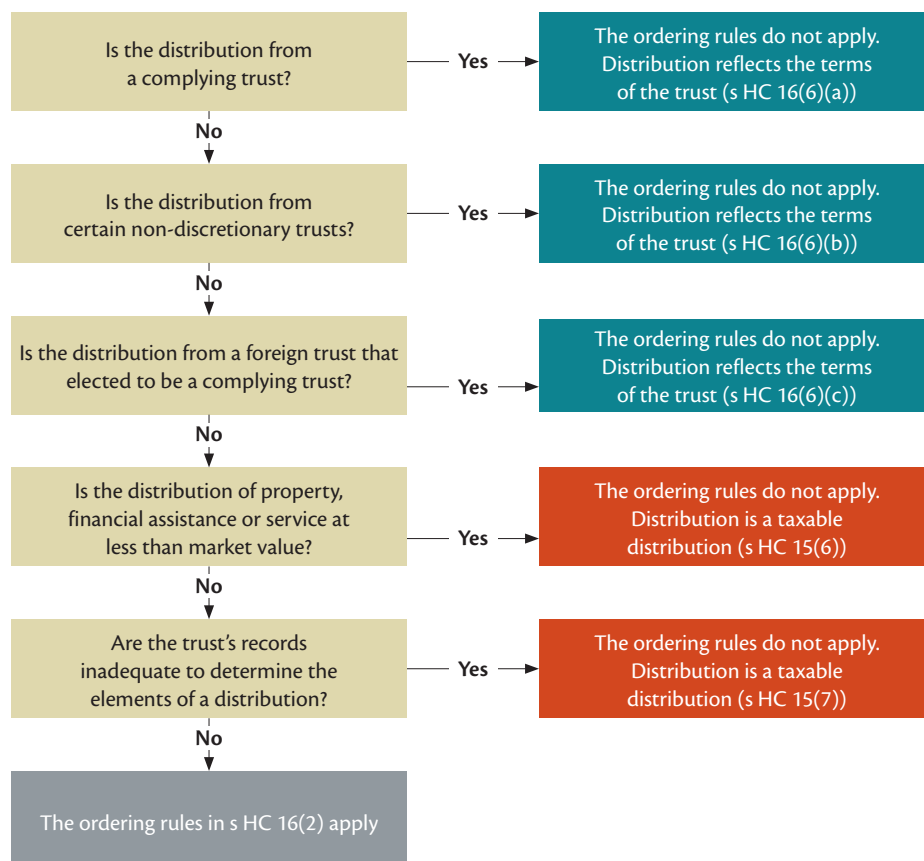 Is the distribution from
a complying trust?
Yes
The ordering rules do not apply.
Distribution reflects the terms
of the trust (s HC 16(6)(a))
No
Is the distribution from
certain non-discretionary trusts?
Yes
The ordering rules do not apply.
Distribution reflects the terms
of the trust (s HC 16(6)(b))
No
Is the distribution from a foreign trust that
elected to be a complying trust?
Yes
The ordering rules do not apply.
Distribution reflects the terms
of the trust (s HC 16(6)(c))
No
Is the distribution of property,
financial assistance or service at
less than market value?
Yes
The ordering rules do not apply.
Distribution is a taxable
distribution (s HC 15(6))
No
Are the trust’s records
inadequate to determine the
elements of a distribution?
Yes
The ordering rules do not apply.
Distribution is a taxable
distribution (s HC 15(7))
No
The ordering rules in s HC 16(2) apply